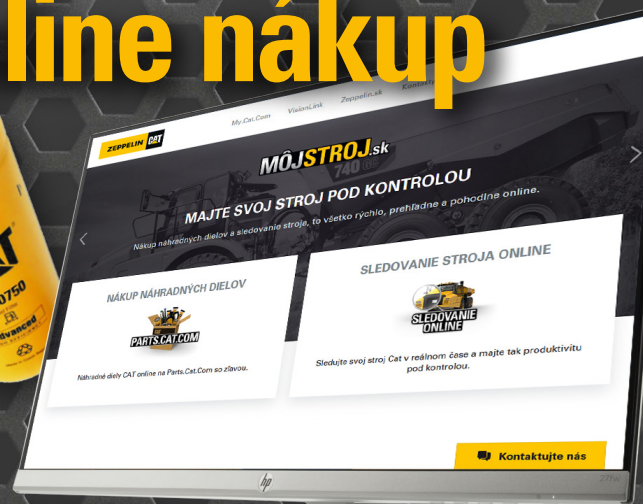 line nákup
My.Cat.Com VisionLink Zeppelin.sk Kontakty
ZEPPELIN CAT
MÔJSTROJ.sk
740
MAJTE SVOJ STROJ POD KONTROLOU
Nákup náhradných dielov a sledovanie stroja, to všetko rýchlo, prehľadne a pohodlne online.
NÁKUP NÁHRADNÝCH DIELOV
PARTS.CAT.COM
Náhradné diely CAT online na Parts.Cat.Com so zľavou.
SLEDOVANIE STROJA ONLINE
SLEDOVANIE
ONLINE
Sledujte svoj stroj Cat v reálnom čase a majte tak produktivitu
pod kontrolou.
Kontaktujte nás
hp